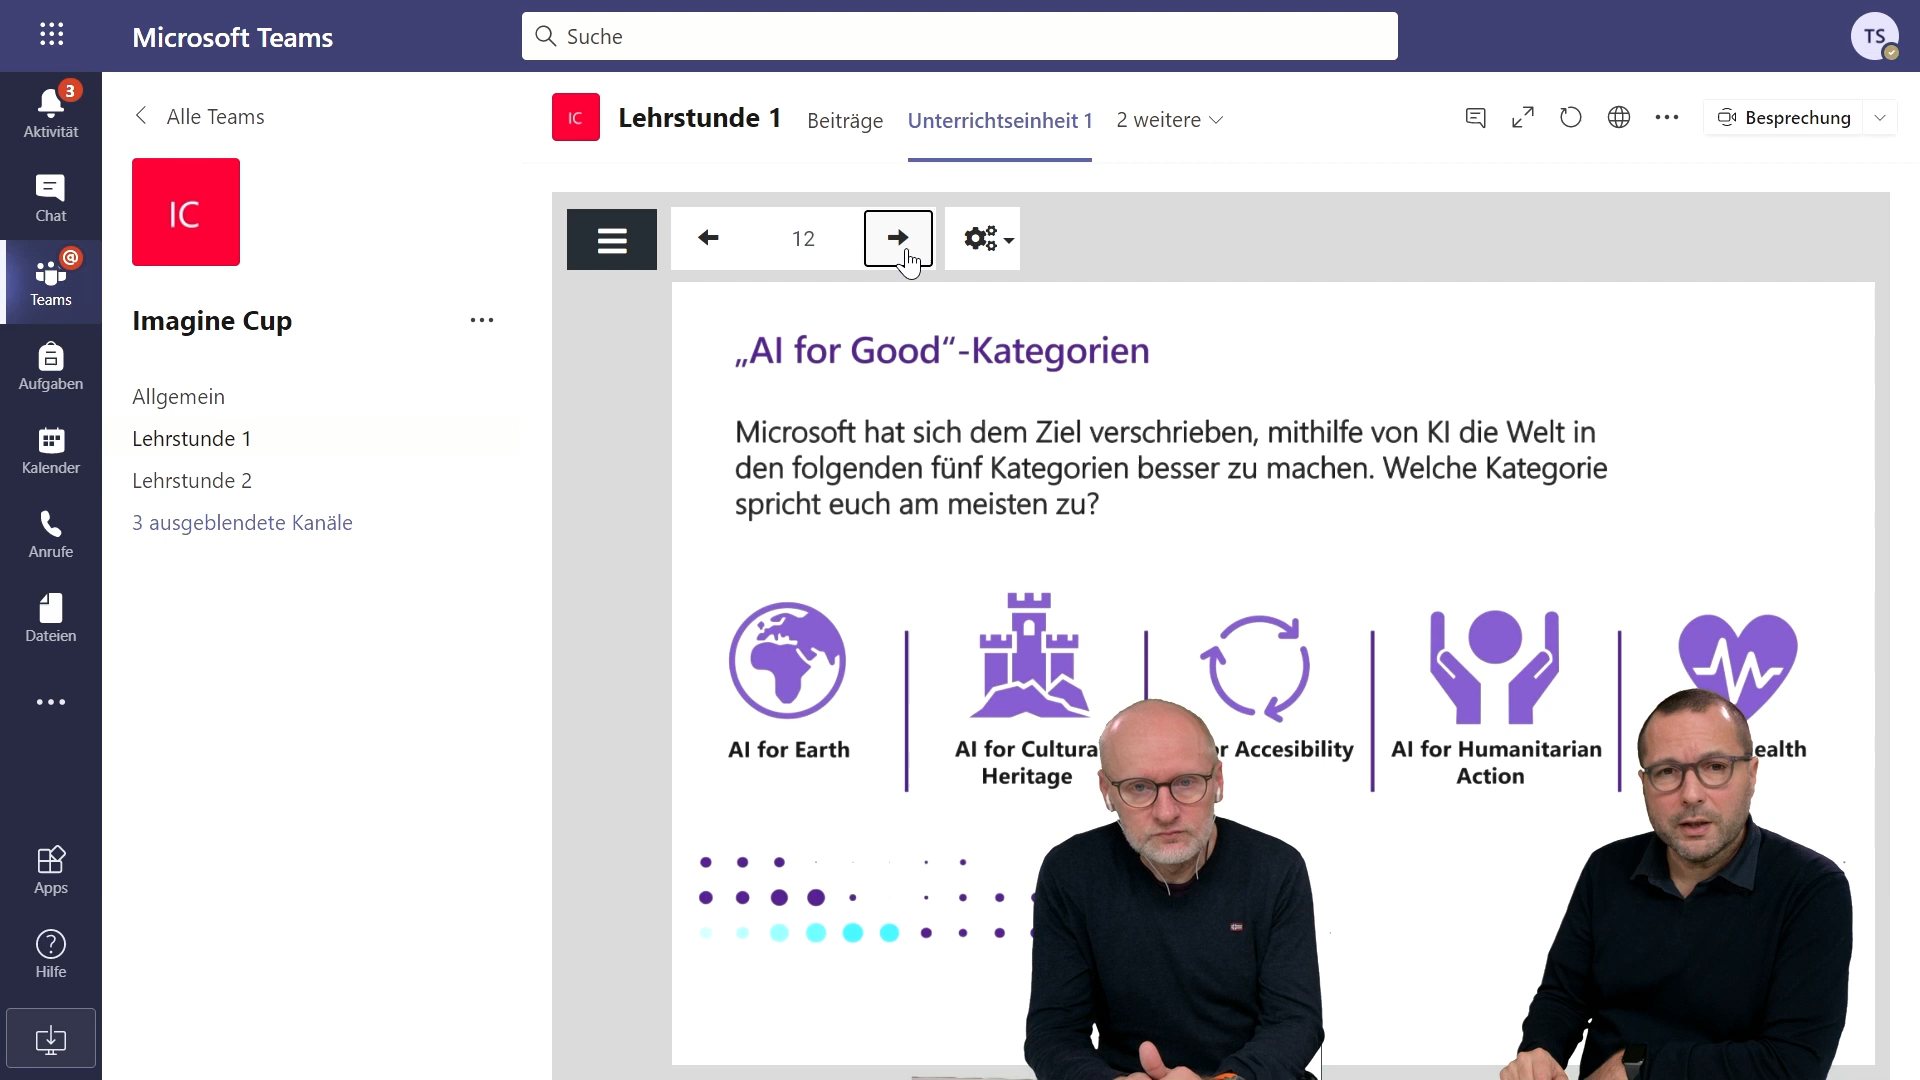 Microsoft Teams
Suche
TS
3
Aktivität
Chat
@
Teams
Aufgaben
Kalender
Anrufe
Dateien
Apps
Hilfe
Alle Teams
IC
Imagine Cup
Allgemein
Lehrstunde 1
Lehrstunde 2
3 ausgeblendete Kanäle
IC
Lehrstunde 1
Beiträge
Unterrichtseinheit 1
2 weitere
Besprechung
12
„AI for Good“-Kategorien
Microsoft hat sich dem Ziel verschrieben, mithilfe von KI die Welt in
den folgenden fünf Kategorien besser zu machen. Welche Kategorie
spricht euch am meisten zu?
AI for Earth
AI for Cultura
Heritage
r Accesibility
AI for Humanitarian
Action
ealth